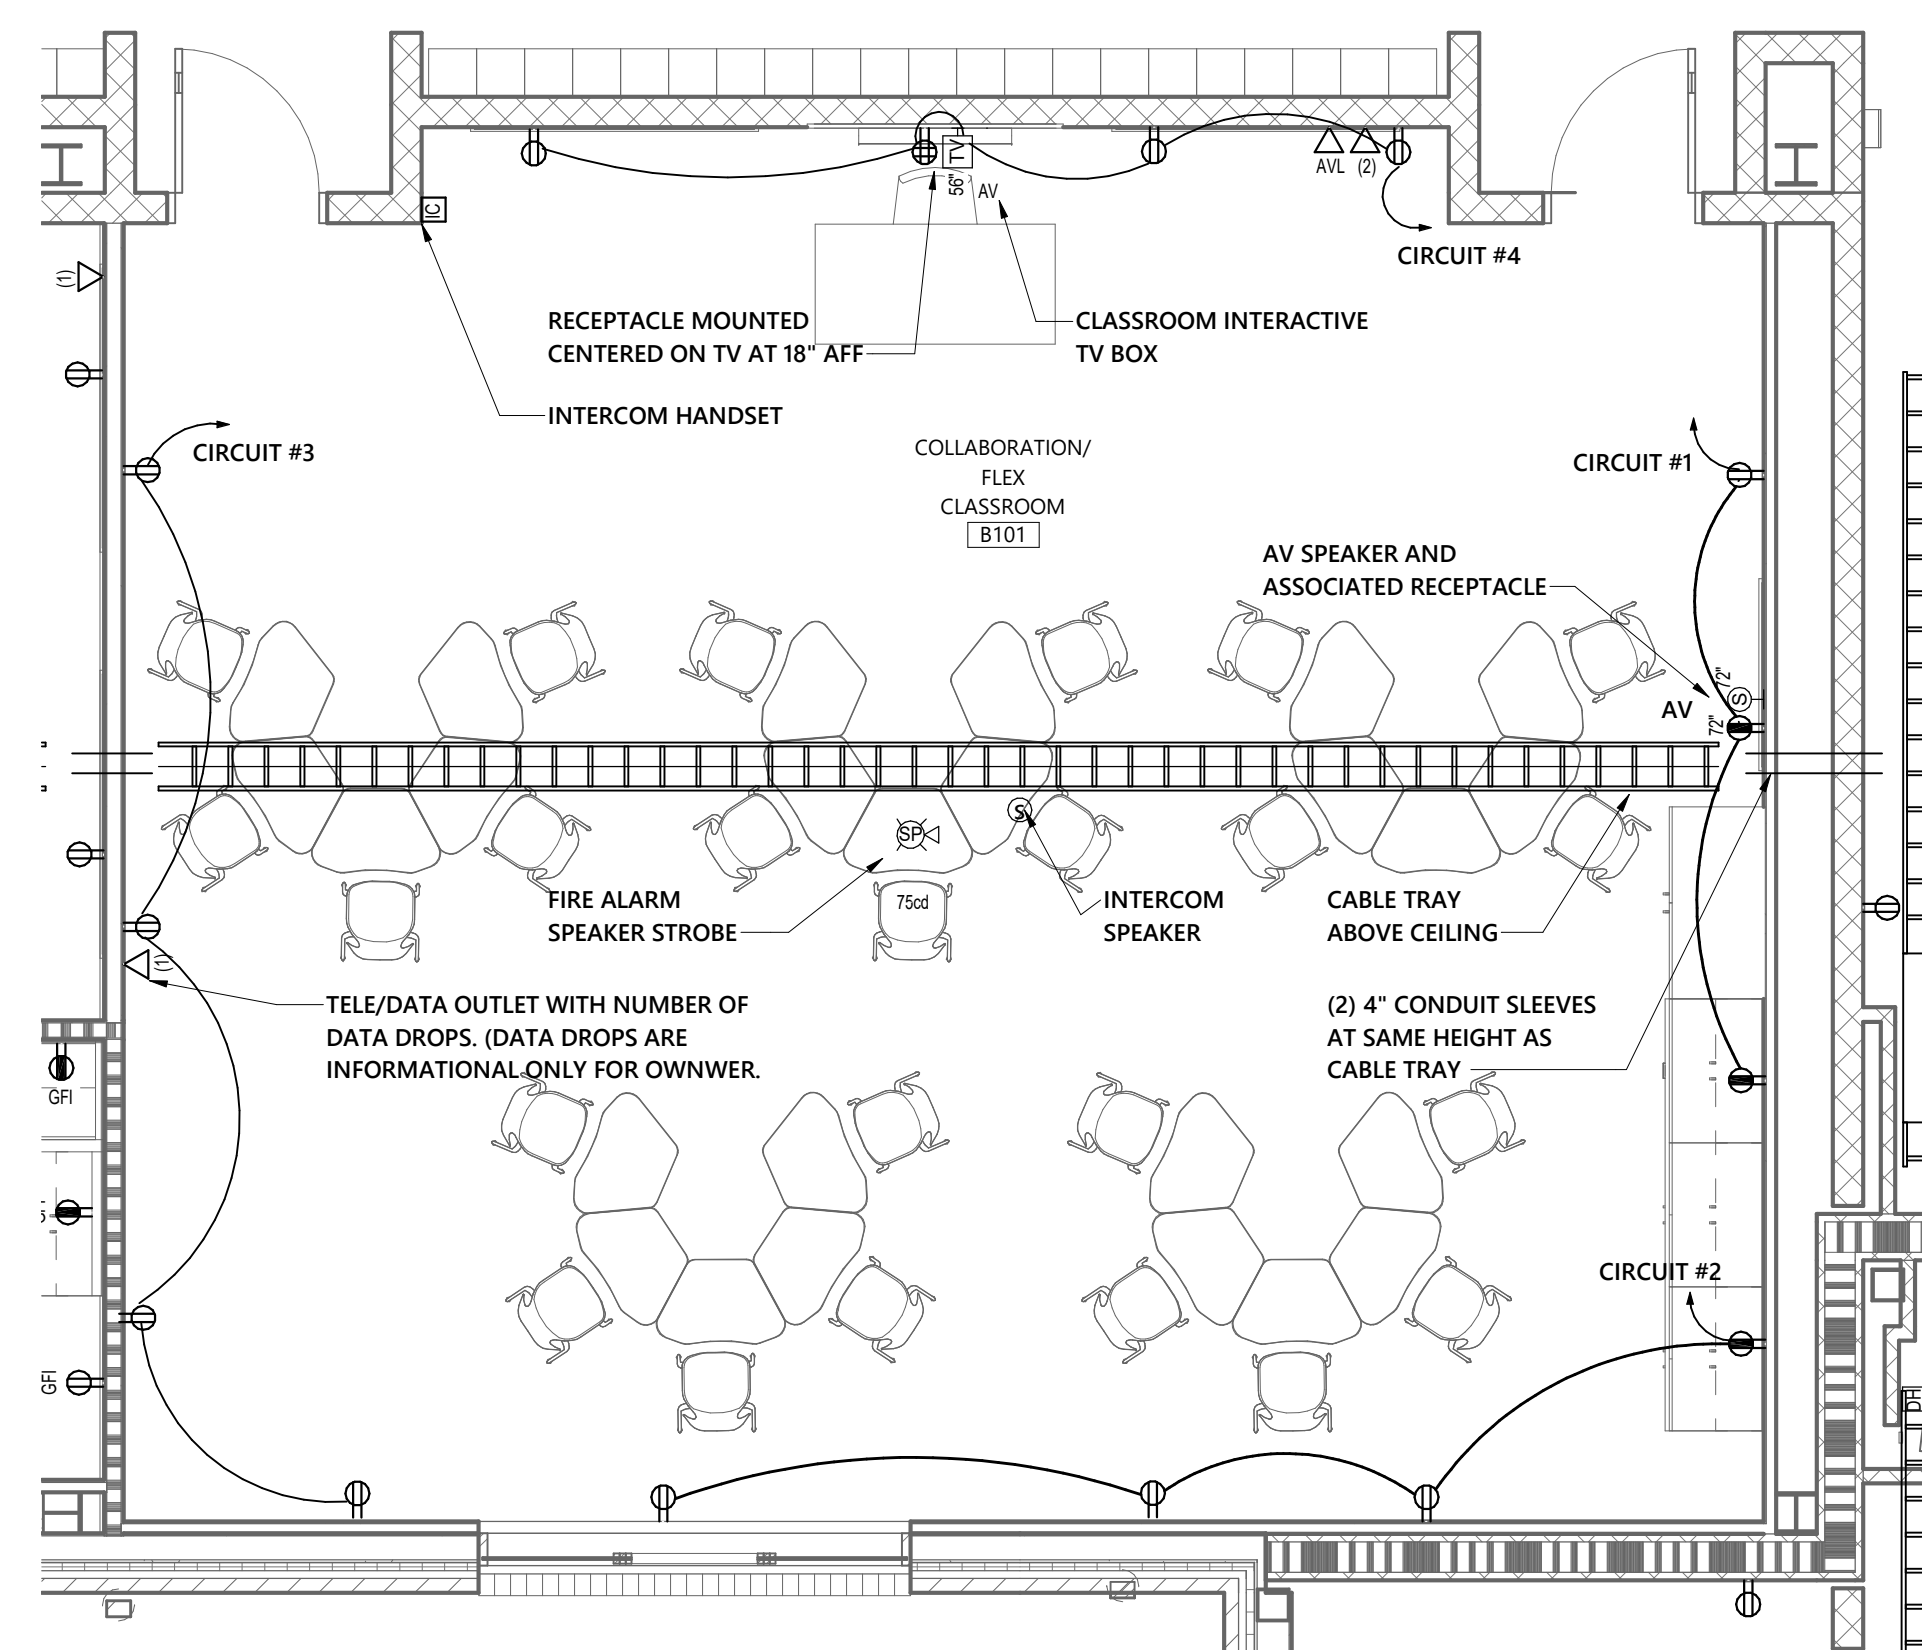 IC
TV
56"
AV
AVL
(2)
CIRCUIT #4
(1)
RECEPTACLE MOUNTED
CENTERED ON TV AT 18" AFF
CLASSROOM INTERACTIVE
TV BOX
INTERCOM HANDSET
CIRCUIT #3
COLLABORATION/
FLEX
CLASSROOM
B101
CIRCUIT #1
AV SPEAKER AND
ASSOCIATED RECEPTACLE
72"
S
AV
72"
S
SP
75cd
FIRE ALARM
SPEAKER STROBE
INTERCOM
SPEAKER
CABLE TRAY
ABOVE CEILING
(1)
TELE/DATA OUTLET WITH NUMBER OF
DATA DROPS. (DATA DROPS ARE
INFORMATIONAL ONLY FOR OWNWER.
(2) 4" CONDUIT SLEEVES
AT SAME HEIGHT AS
CABLE TRAY
GFI
CIRCUIT #2
GFI